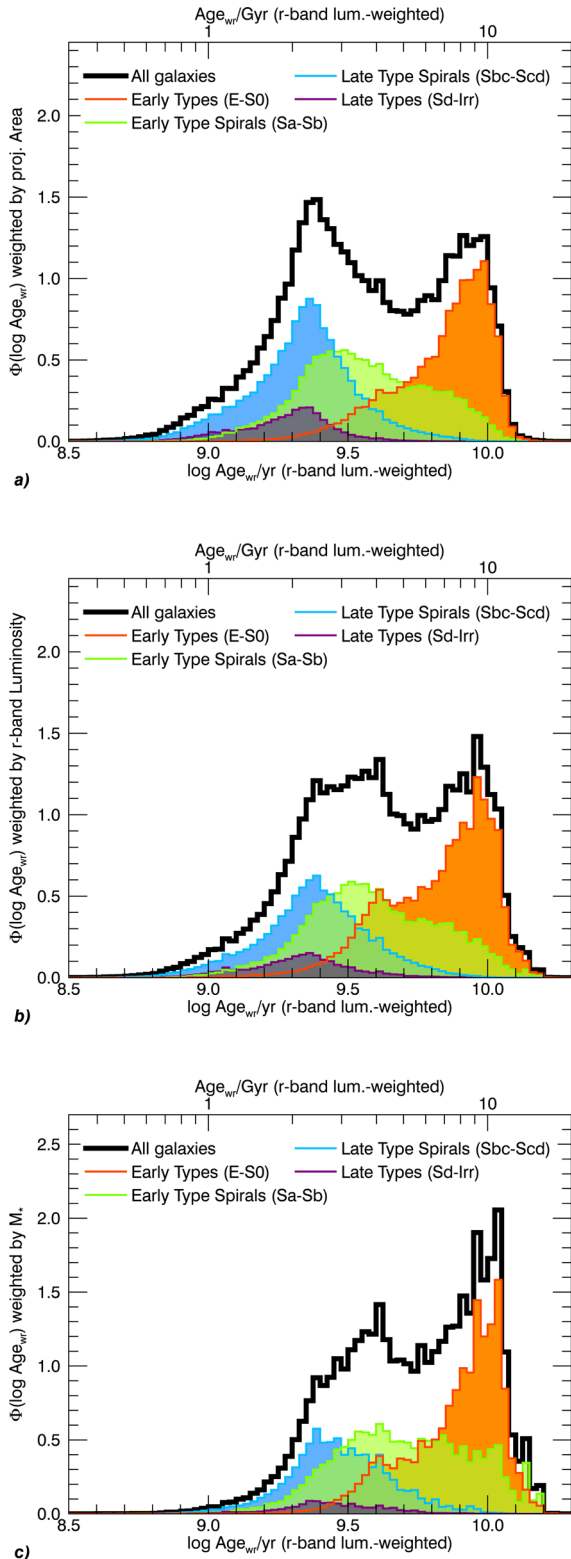 Age_wr/Gyr (r-band lum.-weighted)
1 10
All galaxies Late Type Spirals (Sbc-Scd)
Early Types (E-S0) Late Types (Sd-Irr)
Early Type Spirals (Sa-Sb)
Φ(log Age_wr) weighted by proj. Area
2.0
1.5
1.0
0.5
0.0
8.5 9.0 9.5 10.0
log Age_wr/yr (r-band lum.-weighted)
a)
Age_wr/Gyr (r-band lum.-weighted)
1 10
All galaxies Late Type Spirals (Sbc-Scd)
Early Types (E-S0) Late Types (Sd-Irr)
Early Type Spirals (Sa-Sb)
Φ(log Age_wr) weighted by r-band Luminosity
2.0
1.5
1.0
0.5
0.0
8.5 9.0 9.5 10.0
log Age_wr/yr (r-band lum.-weighted)
b)
Age_wr/Gyr (r-band lum.-weighted)
1 10
2.5
All galaxies Late Type Spirals (Sbc-Scd)
Early Types (E-S0) Late Types (Sd-Irr)
Early Type Spirals (Sa-Sb)
Φ(log Age_wr) weighted by M_*
2.0
1.5
1.0
0.5
0.0
8.5 9.0 9.5 10.0
log Age_wr/yr (r-band lum.-weighted)
c)